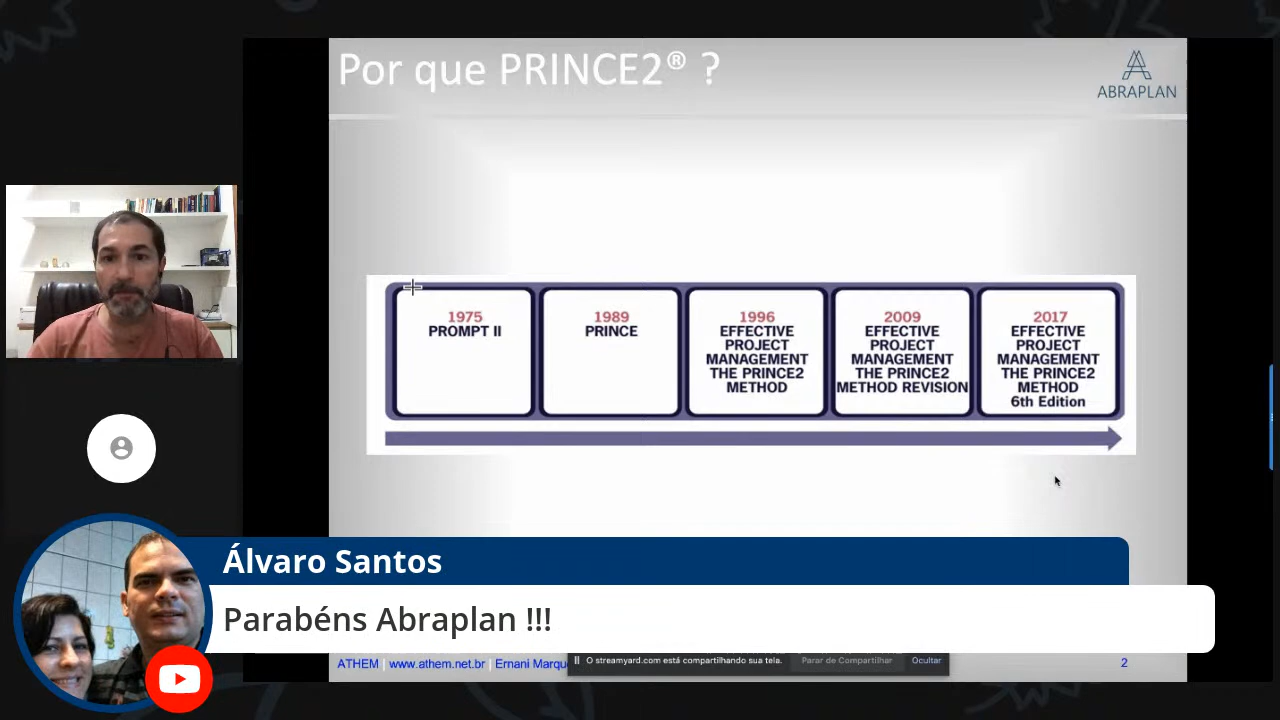 Por que PRINCE2® ?
ABRAPLAN
1975
PROMPT II
1989
PRINCE
1996
EFFECTIVE
PROJECT
MANAGEMENT
THE PRINCE2
METHOD
2009
EFFECTIVE
PROJECT
MANAGEMENT
THE PRINCE2
METHOD REVISION
2017
EFFECTIVE
PROJECT
MANAGEMENT
THE PRINCE2
METHOD
6th Edition
Álvaro Santos
Parabéns Abraplan !!!
ATHEM | www.athem.net.br | Ernani
O streamyard.com está compartilhando sua tela. Parar de Compartilhar Ocultar
2